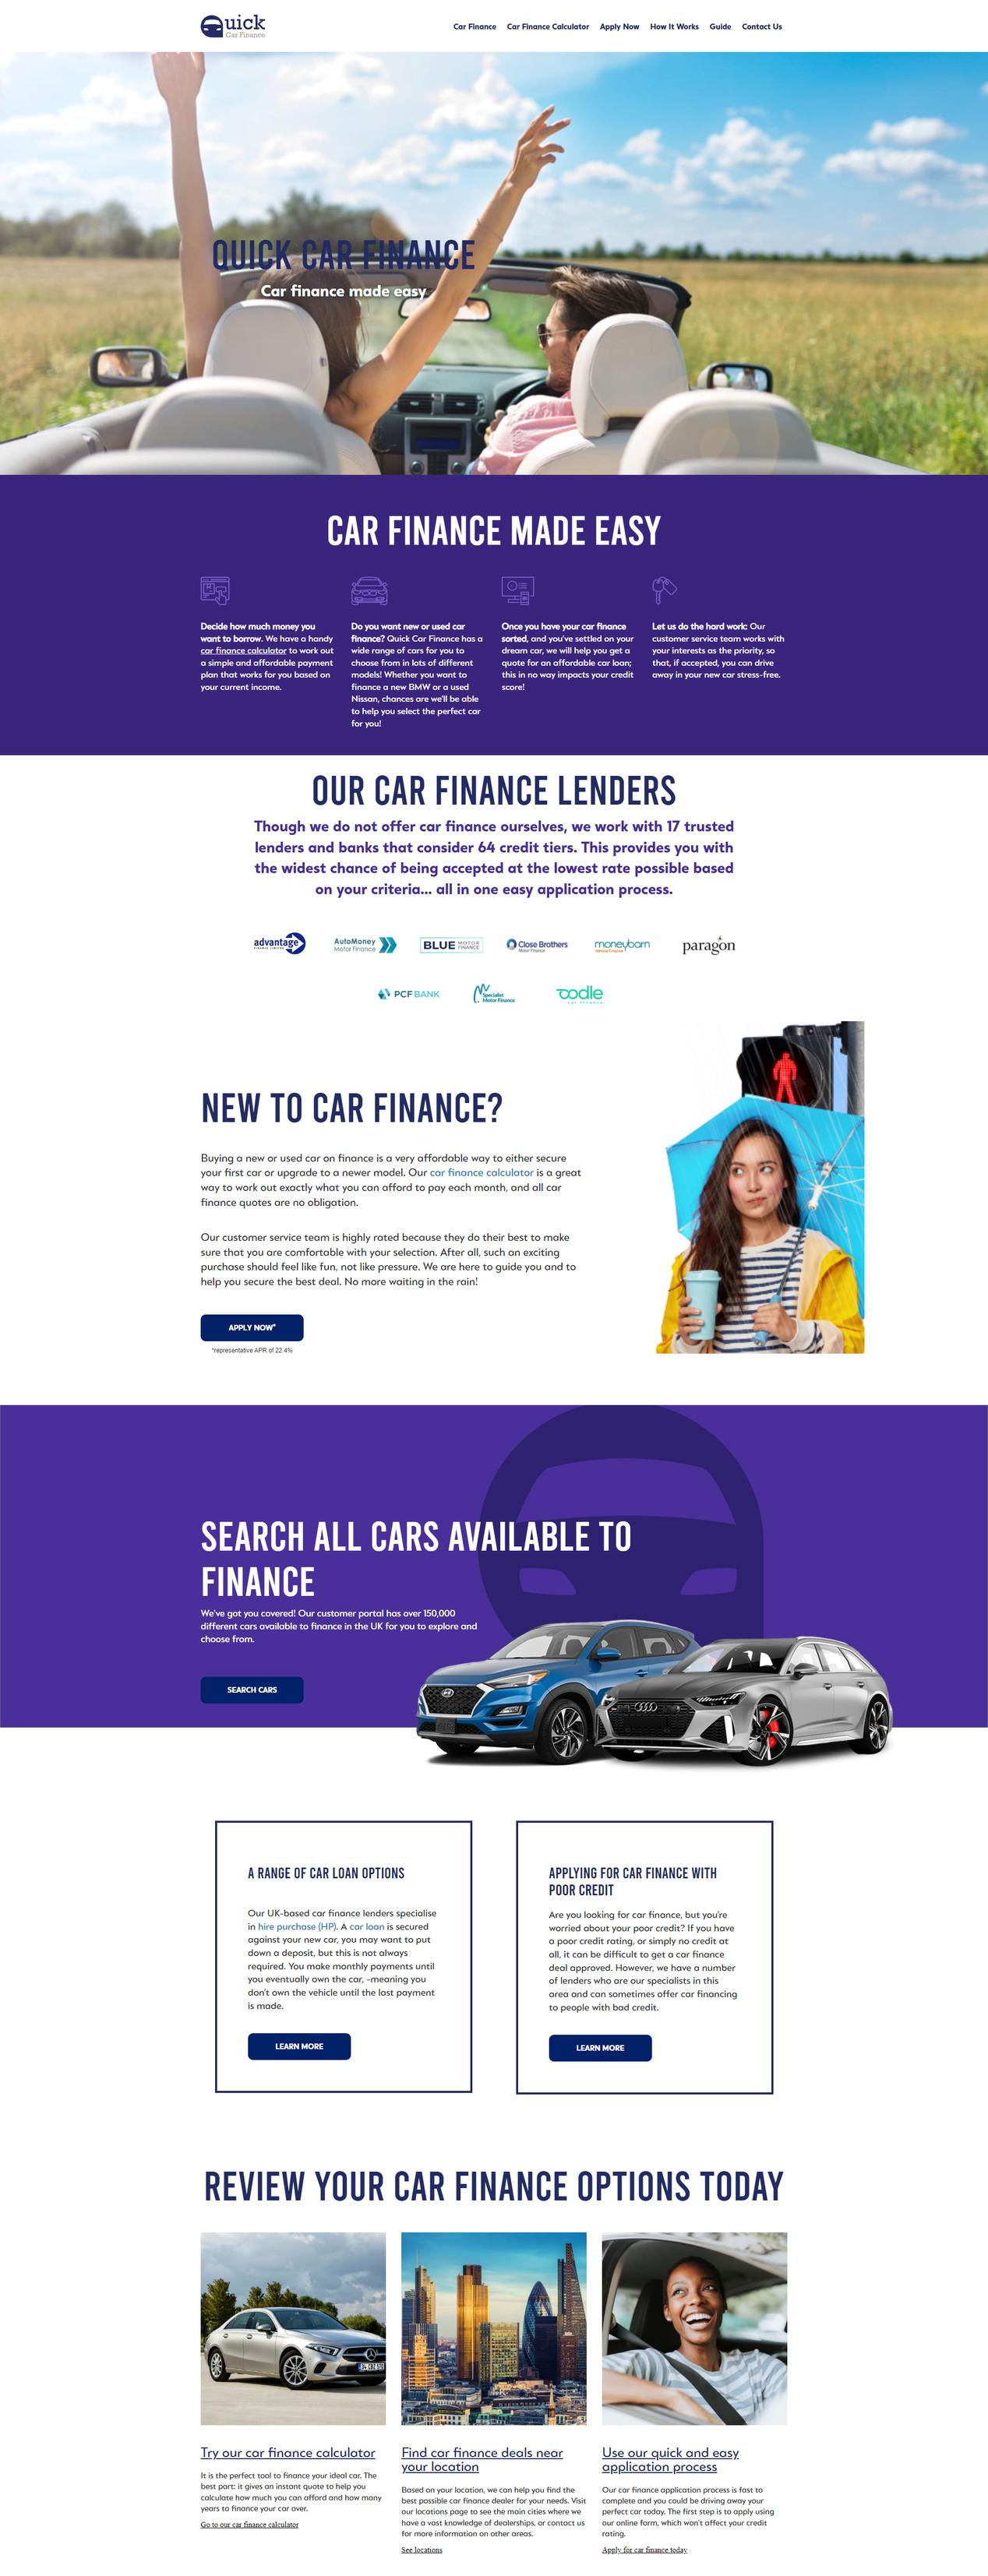 Quick
Car Finance
Car Finance
Car Finance Calculator
Apply Now
How It Works
Guide
Contact Us
QUICK CAR FINANCE
Car finance made easy
CAR FINANCE MADE EASY
Decide how much money you
want to borrow. We have a handy
car finance calculator to work out
a simple and affordable payment
plan that works for you based on
your current income.
Do you want new or used car
finance? Quick Car Finance has a
wide range of cars for you to
choose from in lots of different
models! Whether you want to
finance a new BMW or a used
Nissan, chances are we'll be able
to help you select the perfect car
for you!
Once you have your car finance
sorted, and you've settled on your
dream car, we will help you get a
quote for an affordable car loan;
this in no way impacts your credit
score!
Let us do the hard work: Our
customer service team works with
your interests as the priority, so
that, if accepted, you can drive
away in your new car stress-free.
OUR CAR FINANCE LENDERS
Though we do not offer car finance ourselves, we work with 17 trusted
lenders and banks that consider 64 credit tiers. This provides you with
the widest chance of being accepted at the lowest rate possible based
on your criteria... all in one easy application process.
advantage
FINANCE LIMITED
AutoMoney
Motor Finance
BLUE MOTOR
FINANCE
Close Brothers
Motor Finance
moneybarn
vehicle finance
paragon
PCF BANK
Specialist
Motor Finance
oodle
car finance
NEW TO CAR FINANCE?
Buying a new or used car on finance is a very affordable way to either secure
your first car or upgrade to a newer model. Our car finance calculator is a great
way to work out exactly what you can afford to pay each month, and all car
finance quotes are no obligation.
Our customer service team is highly rated because they do their best to make
sure that you are comfortable with your selection. After all, such an exciting
purchase should feel like fun, not like pressure. We are here to guide you and to
help you secure the best deal. No more waiting in the rain!
APPLY NOW*
*representative APR of 22.4%
SEARCH ALL CARS AVAILABLE TO
FINANCE
We've got you covered! Our customer portal has over 150,000
different cars available to finance in the UK for you to explore and
choose from.
SEARCH CARS
A RANGE OF CAR LOAN OPTIONS
Our UK-based car finance lenders specialise
in hire purchase (HP). A car loan is secured
against your new car, you may want to put
down a deposit, but this is not always
required. You make monthly payments until
you eventually own the car, -meaning you
don't own the vehicle until the last payment
is made.
LEARN MORE
APPLYING FOR CAR FINANCE WITH
POOR CREDIT
Are you looking for car finance, but you're
worried about your poor credit? If you have
a poor credit rating, or simply no credit at
all, it can be difficult to get a car finance
deal approved. However, we have a number
of lenders who are our specialists in this
area and can sometimes offer car financing
to people with bad credit.
LEARN MORE
REVIEW YOUR CAR FINANCE OPTIONS TODAY
Try our car finance calculator
It is the perfect tool to finance your ideal car. The
best part: it gives an instant quote to help you
calculate how much you can afford and how many
years to finance your car over.
Go to our car finance calculator
Find car finance deals near
your location
Based on your location, we can help you find the
best possible car finance dealer for your needs. Visit
our locations page to see the main cities where we
have a vast knowledge of dealerships, or contact us
for more information on other areas.
See locations
Use our quick and easy
application process
Our car finance application process is fast to
complete and you could be driving away your
perfect car today. The first step is to apply using
our online form, which won't affect your credit
rating.
Apply for car finance today